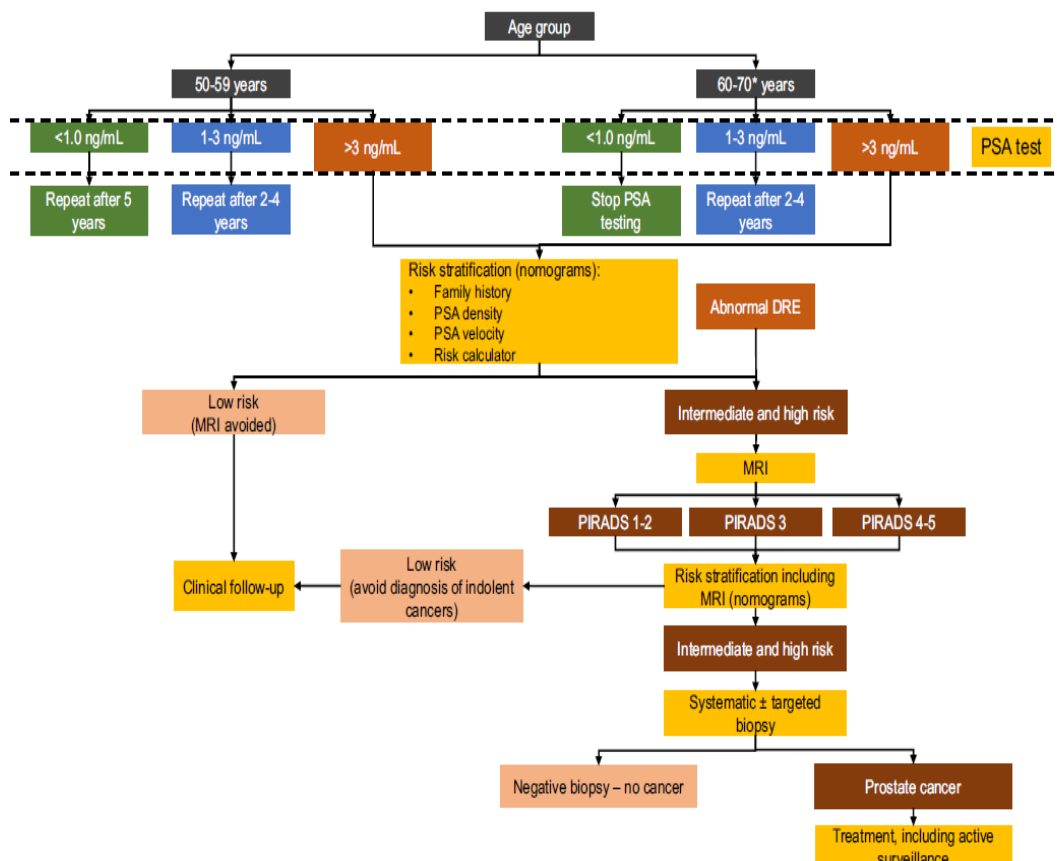 Age group
50-59 years
60-70* years
<1.0 ng/mL
1-3 ng/mL
>3 ng/mL
<1.0 ng/mL
1-3 ng/mL
>3 ng/mL
PSA test
Repeat after 5
years
Repeat after 2-4
years
Stop PSA
testing
Repeat after 2-4
years
Risk stratification (nomograms):
• Family history
• PSA density
• PSA velocity
• Risk calculator
Abnormal DRE
Low risk
(MRI avoided)
Intermediate and high risk
MRI
PIRADS 1-2
PIRADS 3
PIRADS 4-5
Clinical follow-up
Low risk
(avoid diagnosis of indolent
cancers)
Risk stratification including
MRI (nomograms)
Intermediate and high risk
Systematic ± targeted
biopsy
Negative biopsy – no cancer
Prostate cancer
Treatment, including active
surveillance